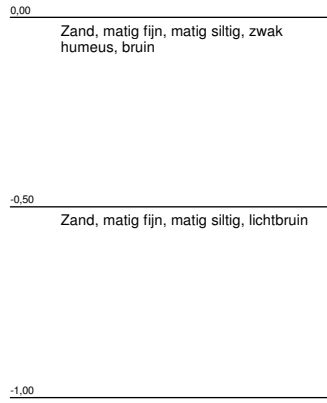 0,00
Zand, matig fijn, matig siltig, zwak
humeus, bruin
-0,50
Zand, matig fijn, matig siltig, lichtbruin
-1,00